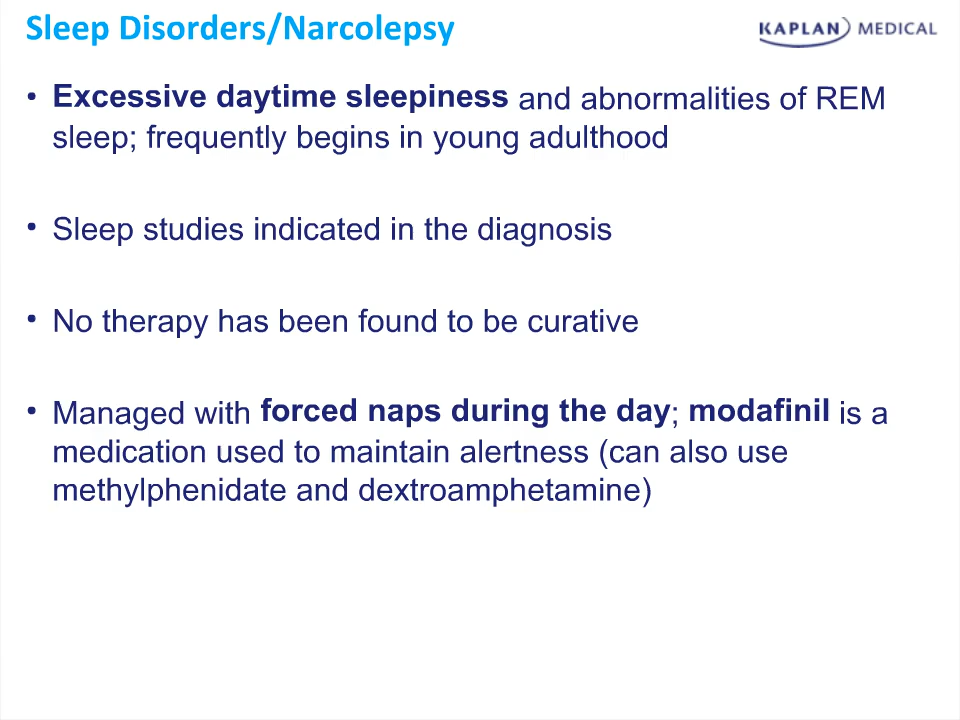 Sleep Disorders/Narcolepsy
KAPLAN MEDICAL
• Excessive daytime sleepiness and abnormalities of REM
sleep; frequently begins in young adulthood
• Sleep studies indicated in the diagnosis
• No therapy has been found to be curative
• Managed with forced naps during the day; modafinil is a
medication used to maintain alertness (can also use
methylphenidate and dextroamphetamine)